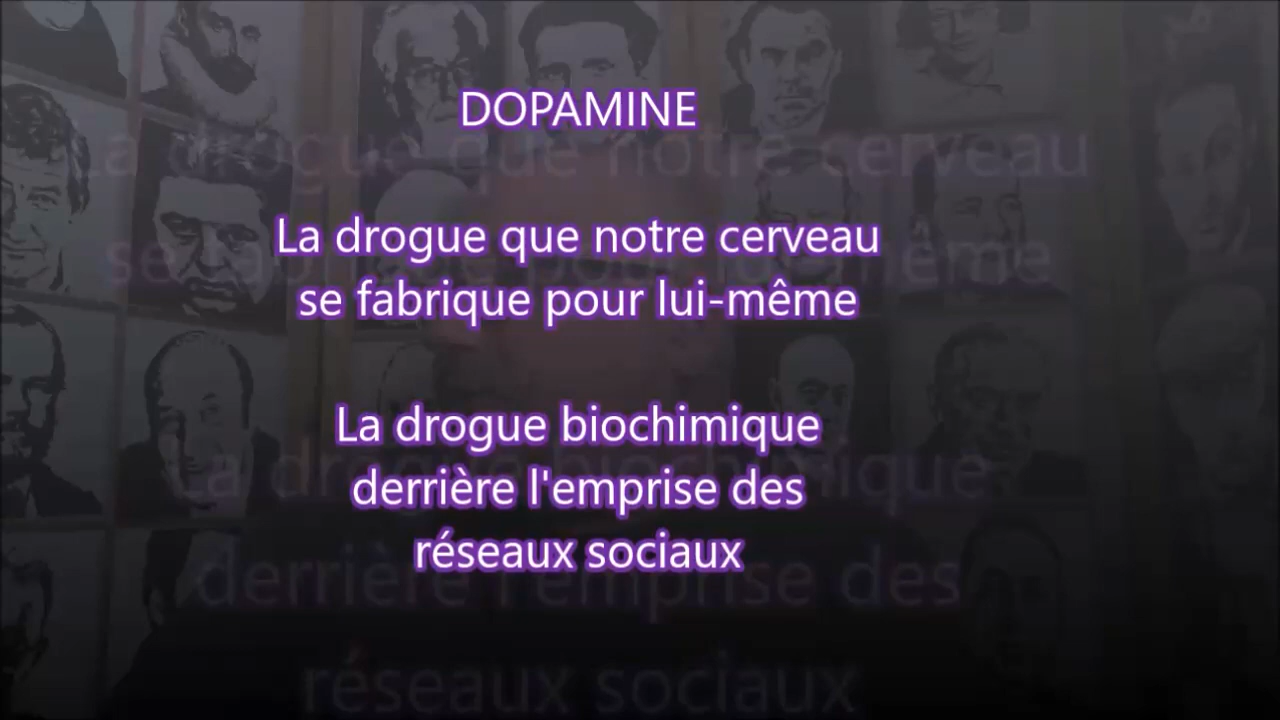 DOPAMINE
La drogue que notre cerveau
se fabrique pour lui-même
La drogue biochimique
derrière l'emprise des
réseaux sociaux